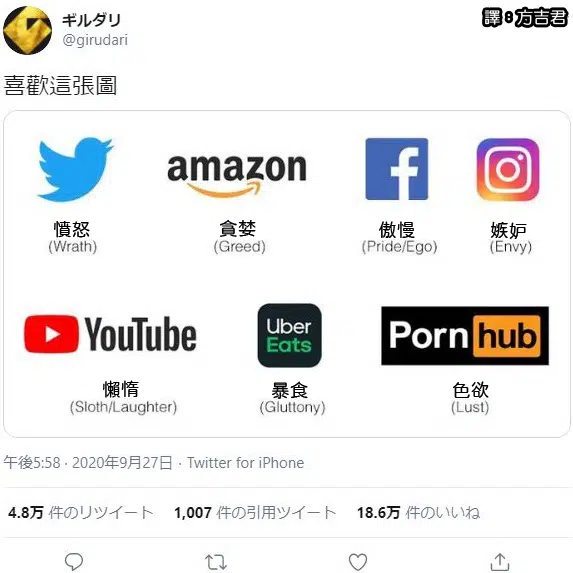 ギルダリ
譯:方吉君
@girudari
喜歡這張圖
amazon
f
憤怒
貪婪
傲慢
嫉妒
(Wrath)
(Greed)
(Pride/Ego)
(Envy)
YouTube
Uber
Eats
Porn hub
懶惰
暴食
色欲
(Sloth/Laughter)
(Gluttony)
(Lust)
午後5:58 · 2020年9月27日 · Twitter for iPhone
4.8万 件のリツイート 1,007 件の引用ツイート 18.6万 件のいいね